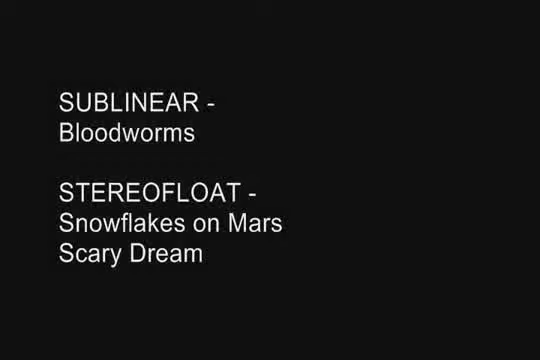 SUBLINEAR -
Bloodworms
STEREOFLOAT -
Snowflakes on Mars
Scary Dream